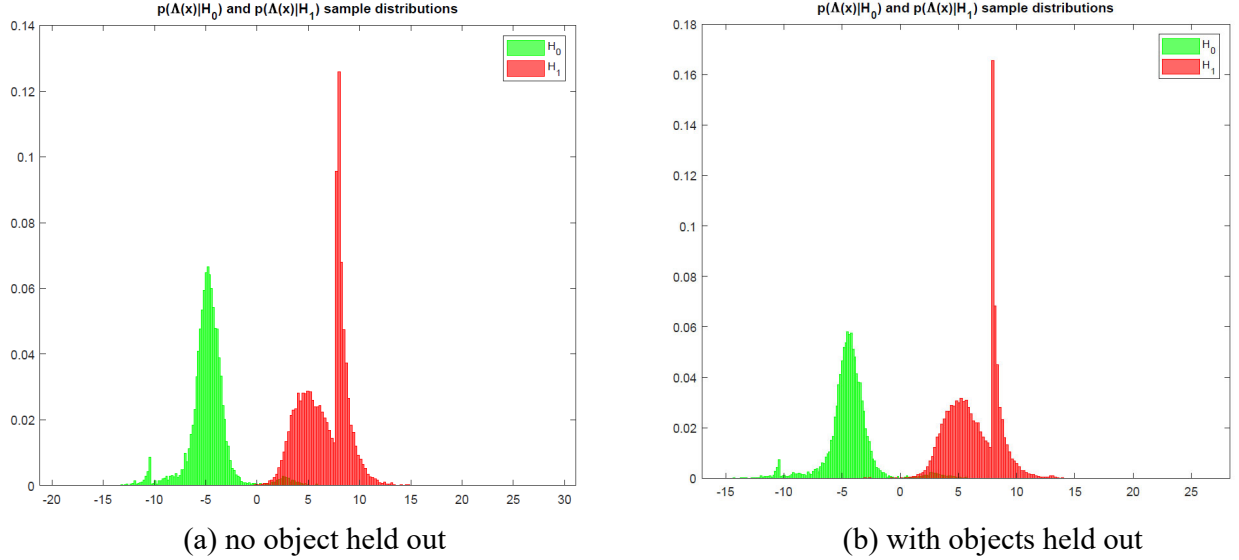 p(Λ(x)|H₀) and p(Λ(x)|H₁) sample distributions
0.14
0.12
0.1
0.08
0.06
0.04
0.02
0
-20 -15 -10 -5 0 5 10 15 20 25 30
H₀
H₁
(a) no object held out
p(Λ(x)|H₀) and p(Λ(x)|H₁) sample distributions
0.18
0.16
0.14
0.12
0.1
0.08
0.06
0.04
0.02
0
-15 -10 -5 0 5 10 15 20 25
H₀
H₁
(b) with objects held out